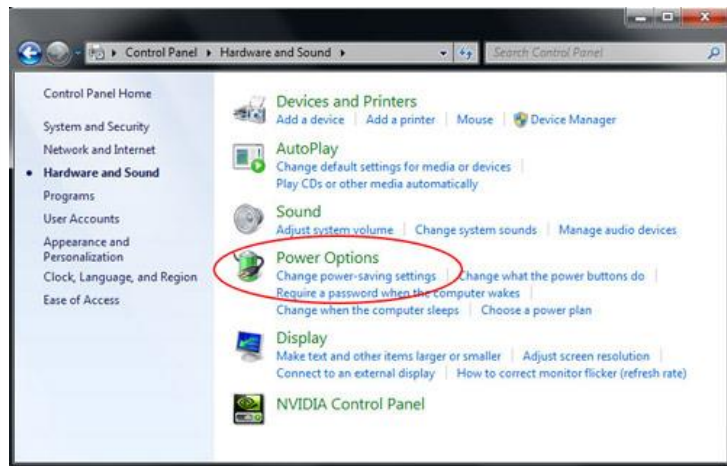 Control Panel Hardware and Sound Search Control Panel
Control Panel Home
System and Security
Network and Internet
Hardware and Sound
Programs
User Accounts
Appearance and
Personalization
Clock, Language, and Region
Ease of Access
Devices and Printers
Add a device Add a printer Mouse Device Manager
AutoPlay
Change default settings for media or devices
Play CDs or other media automatically
Sound
Adjust system volume Change system sounds Manage audio devices
Power Options
Change power-saving settings Change what the power buttons do
Require a password when the computer wakes
Change when the computer sleeps Choose a power plan
Display
Make text and other items larger or smaller Adjust screen resolution
Connect to an external display How to correct monitor flicker (refresh rate)
NVIDIA Control Panel